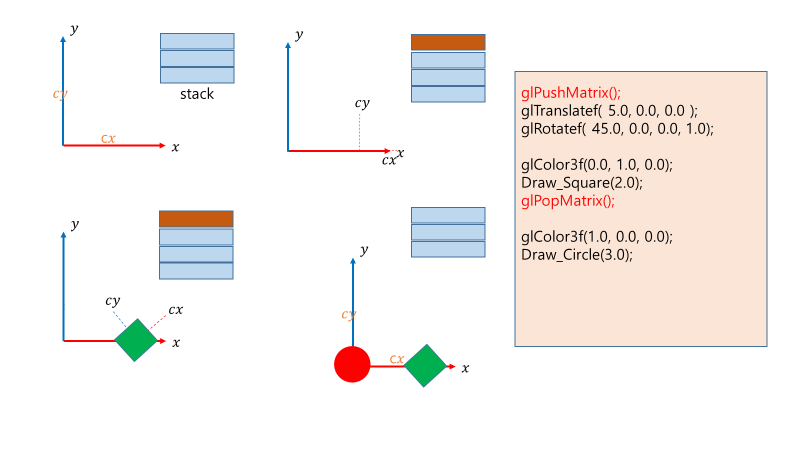 y
cy
cx
x
stack
y
cy
cx
x
y
cy
cx
x
y
cy
cx
x
glPushMatrix();
glTranslatef( 5.0, 0.0, 0.0 );
glRotatef( 45.0, 0.0, 0.0, 1.0);
glColor3f(0.0, 1.0, 0.0);
Draw_Square(2.0);
glPopMatrix();
glColor3f(1.0, 0.0, 0.0);
Draw_Circle(3.0);